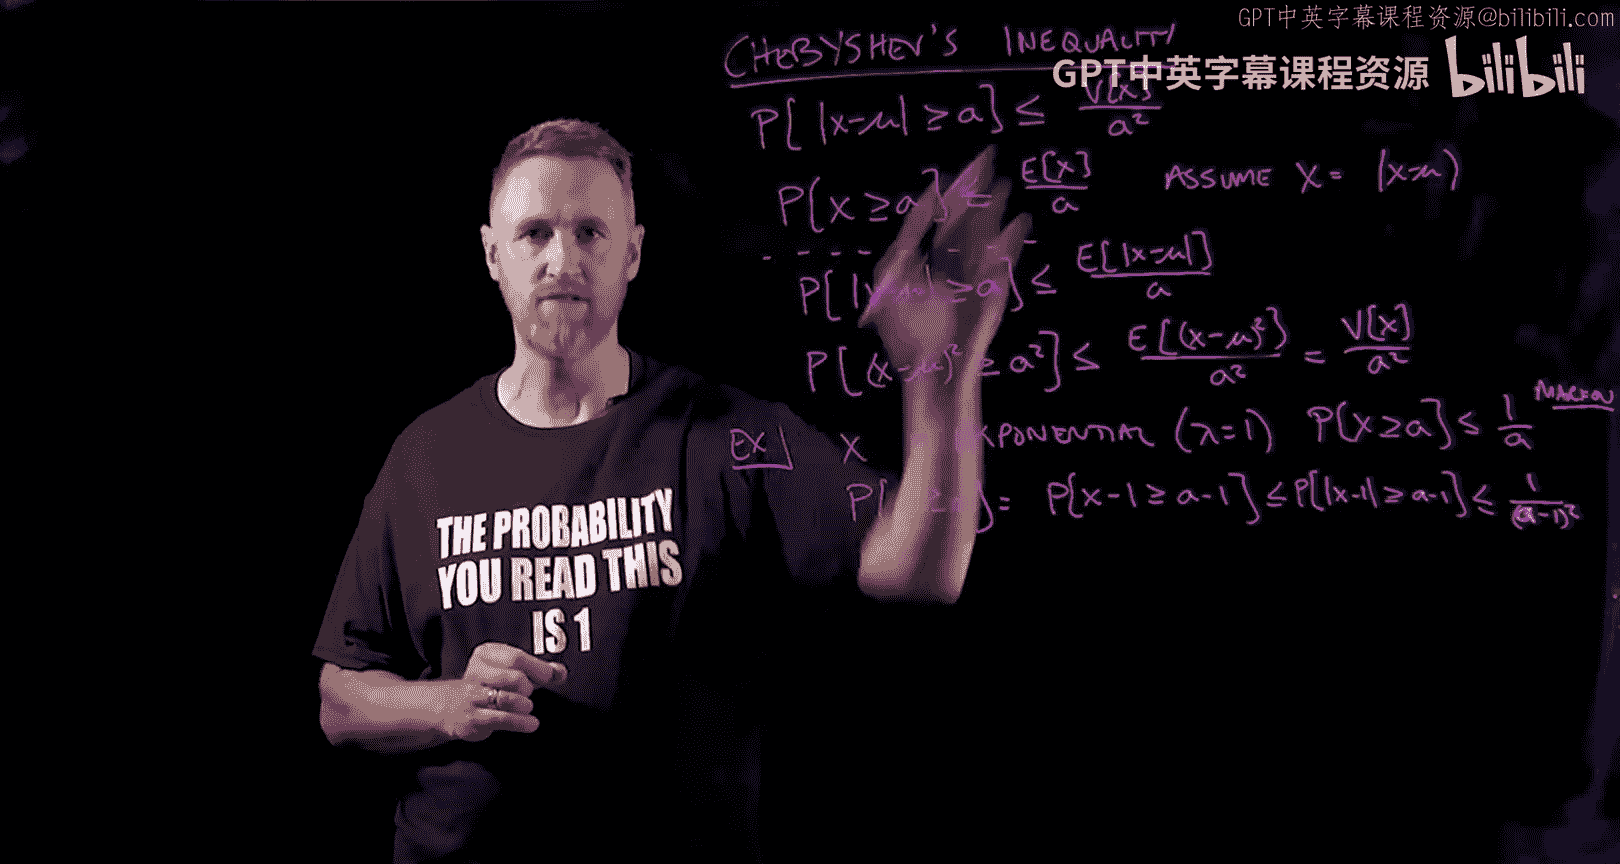 GPT中英字幕课程资源@bilibili.com
GPT中英字幕课程资源 bilibili
CHEBYSHEV'S INEQUALITY
P[|x-μ| ≥ a] ≤ V[x]/a²
P[x ≥ a] ≤ E[x]/a ASSUME X = |x-μ|
P[|x-μ| ≥ a] ≤ E[|x-μ|]/a
P[(x-μ)² ≥ a²] ≤ E[(x-μ)²]/a² = V[x]/a²
MARKOV
EX X EXPONENTIAL (λ=1) P[x≥a] ≤ 1/a
P[ ≥ ] = P[x-1 ≥ a-1] ≤ P[|x-1| ≥ a-1] ≤ 1/(a-1)²
THE PROBABILITY
YOU READ THIS
IS 1